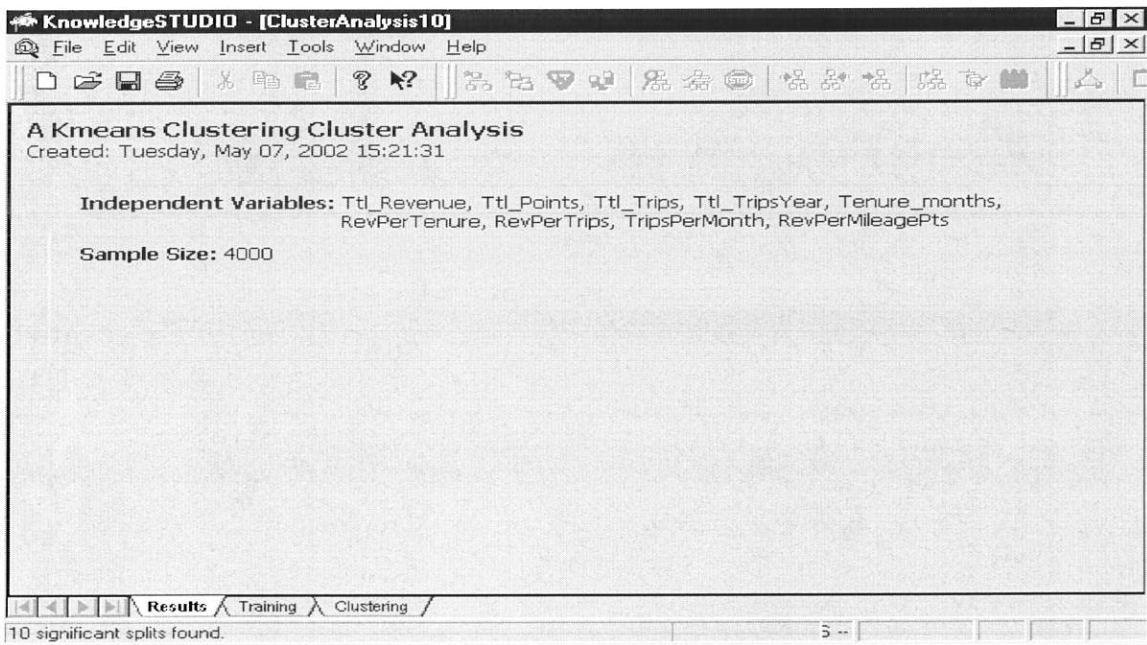 KnowledgeSTUDIO - [ClusterAnalysis10]
File Edit View Insert Tools Window Help
A Kmeans Clustering Cluster Analysis
Created: Tuesday, May 07, 2002 15:21:31
Independent Variables: Ttl_Revenue, Ttl_Points, Ttl_Trips, Ttl_TripsYear, Tenure_months,
RevPerTenure, RevPerTrips, TripsPerMonth, RevPerMileagePts
Sample Size: 4000
Results Training Clustering
10 significant splits found.